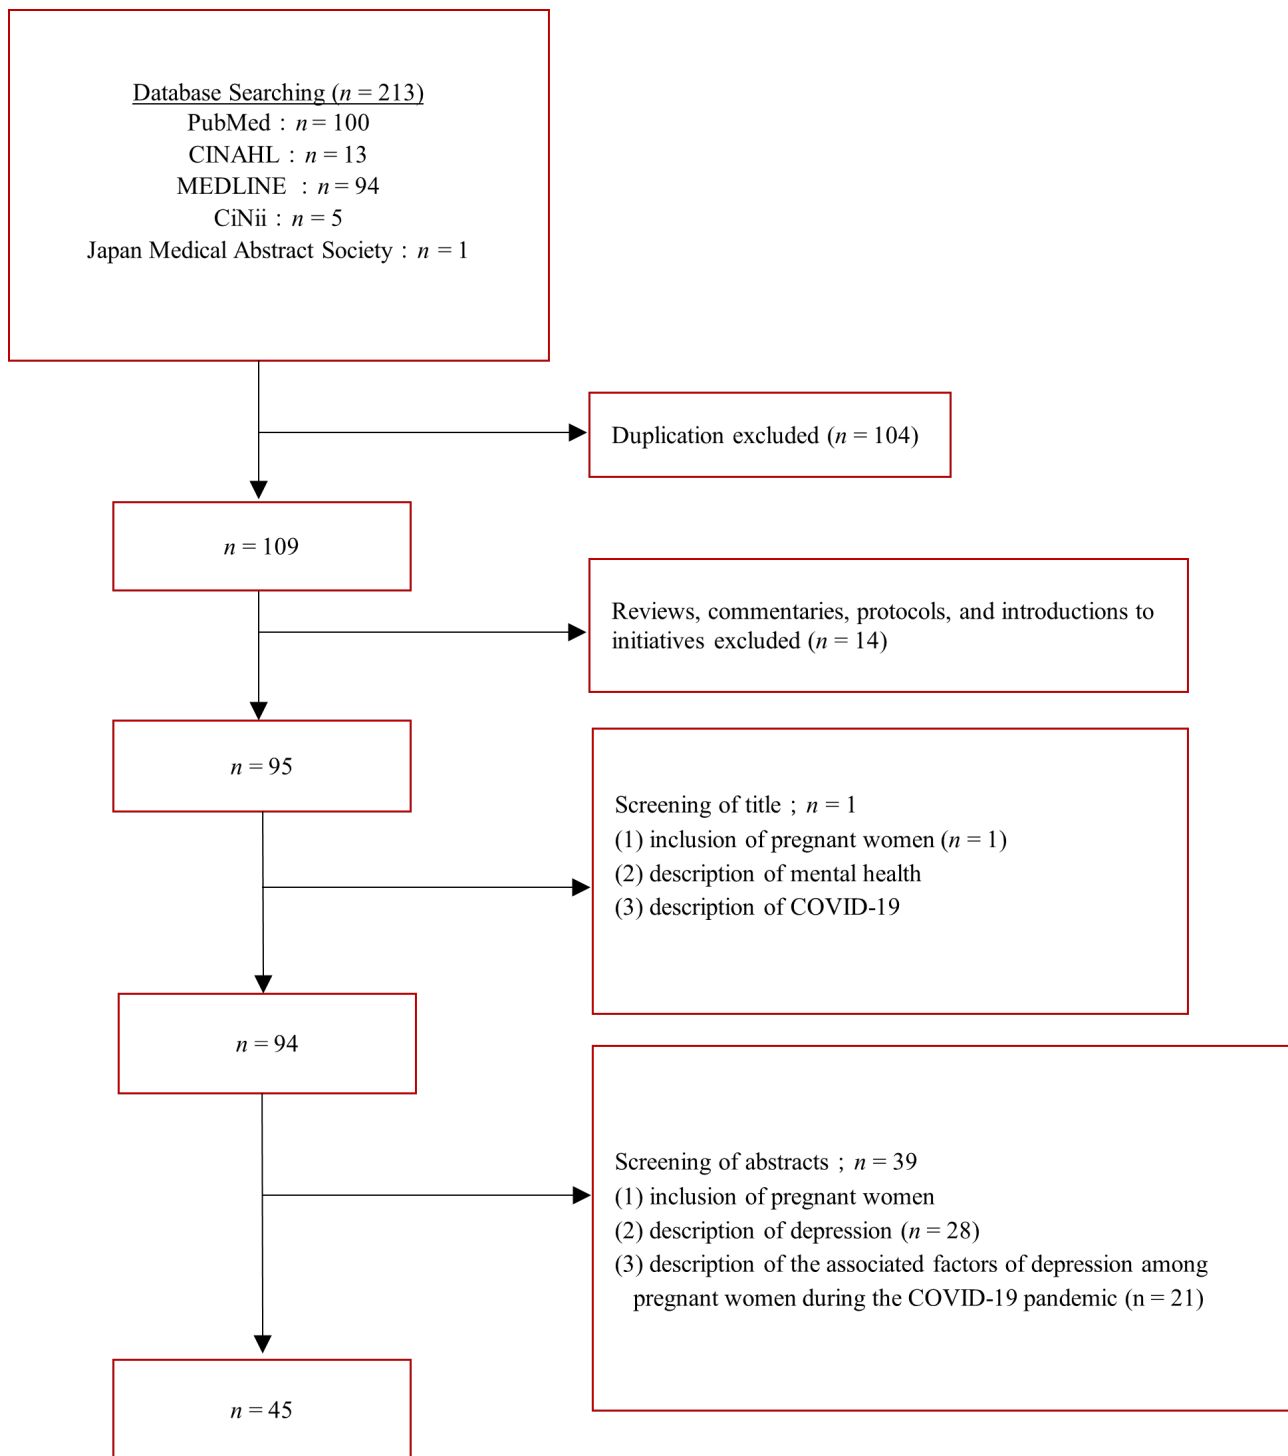 Database Searching (n = 213)
PubMed : n = 100
CINAHL : n = 13
MEDLINE : n = 94
CiNii : n = 5
Japan Medical Abstract Society : n = 1
Duplication excluded (n = 104)
n = 109
Reviews, commentaries, protocols, and introductions to
initiatives excluded (n = 14)
n = 95
Screening of title ; n = 1
(1) inclusion of pregnant women (n = 1)
(2) description of mental health
(3) description of COVID-19
n = 94
Screening of abstracts ; n = 39
(1) inclusion of pregnant women
(2) description of depression (n = 28)
(3) description of the associated factors of depression among
pregnant women during the COVID-19 pandemic (n = 21)
n = 45